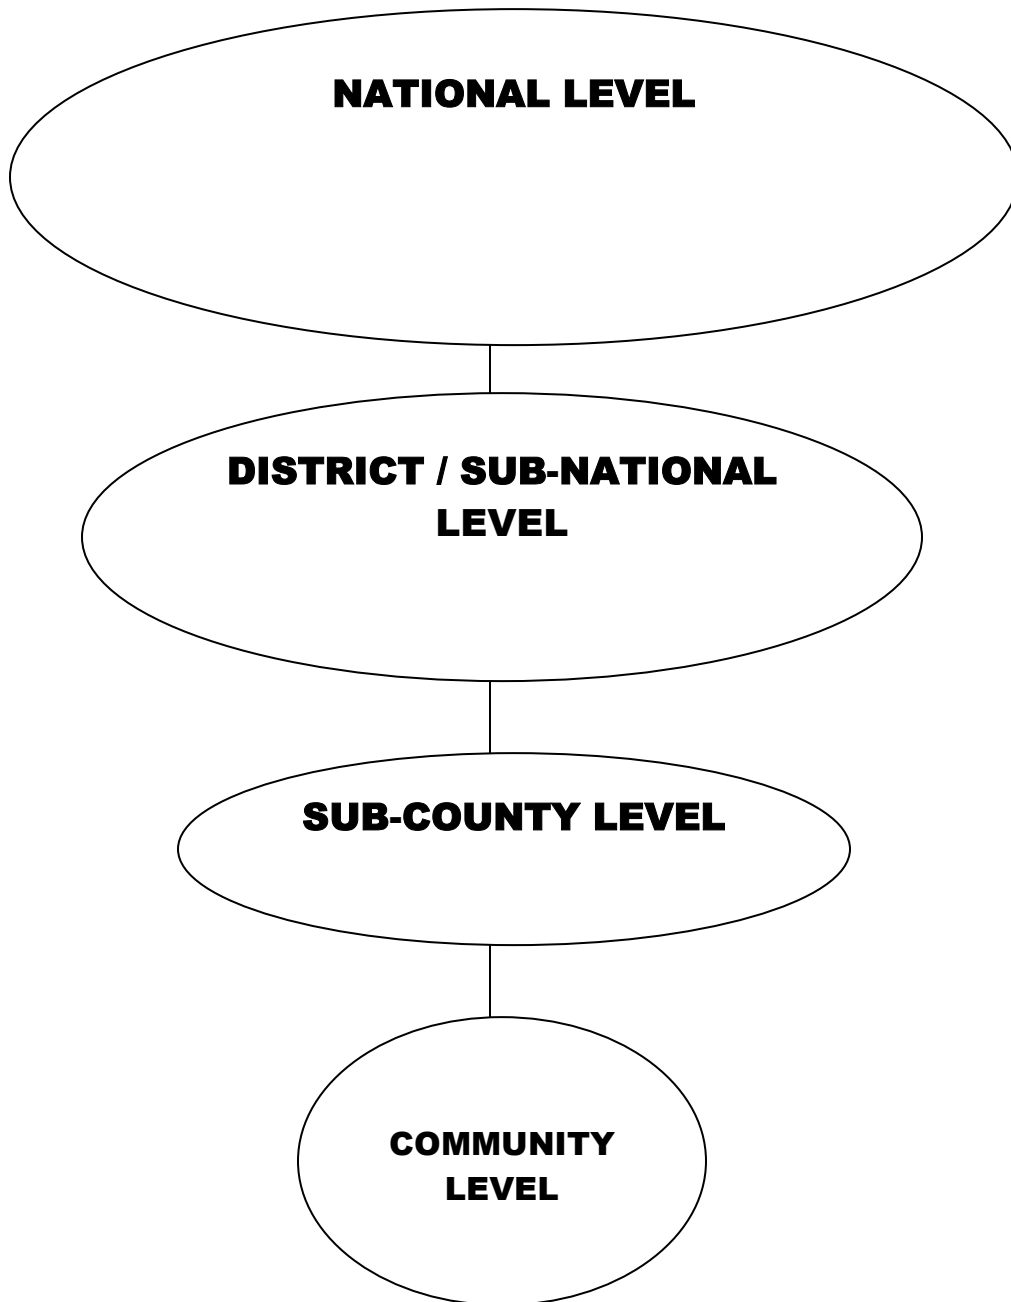 NATIONAL LEVEL
DISTRICT / SUB-NATIONAL
LEVEL
SUB-COUNTY LEVEL
COMMUNITY
LEVEL